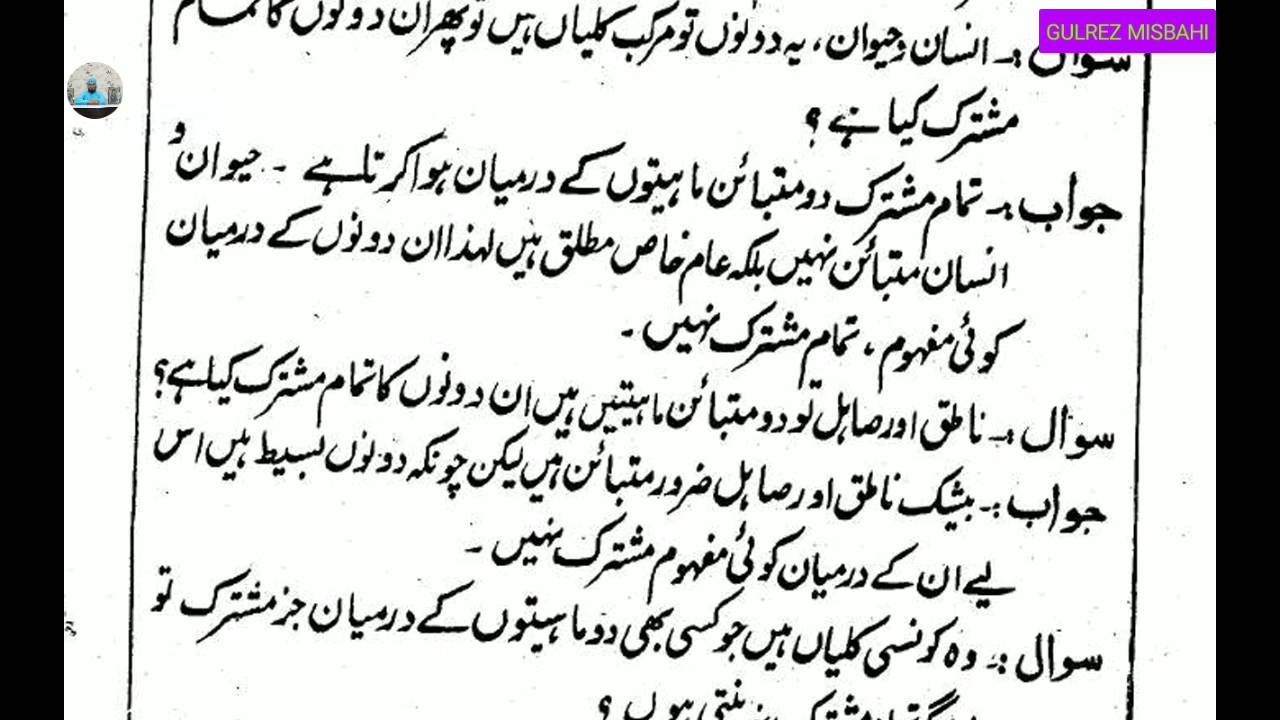 GULREZ MISBAHI
سوال :۔ انسان و حیوان، یہ دونوں تو مرکب کلیاں ہیں تو پھر ان دونوں کا تمام
مشترک کیا ہے ؟
جواب :۔ تمام مشترک دو متبائن ماہیتوں کے درمیان ہوا کرتا ہے ۔ حیوان و
انسان متبائن نہیں بلکہ عام خاص مطلق ہیں لہذا ان دونوں کے درمیان
کوئی مفہوم ، تمام مشترک نہیں ۔
سوال :۔ ناطق اور صاہل تو دو متبائن ماہیتیں ہیں ان دونوں کا تمام مشترک کیا ہے؟
جواب :۔ بیشک ناطق اور صاہل ضرور متبائن ہیں لیکن چونکہ دونوں بسیط ہیں اس
لیے ان کے درمیان کوئی مفہوم مشترک نہیں ۔
سوال :۔ وہ کونسی کلیاں ہیں جو کسی بھی دو ماہیتوں کے درمیان جز مشترک تو
مشترک نہ بنتی ہوں ؟